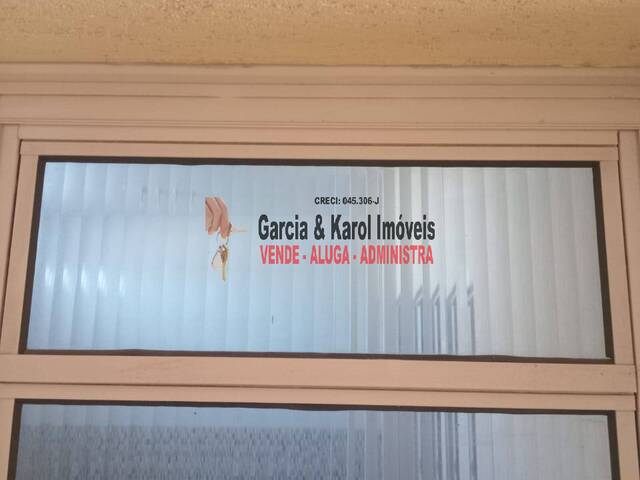 CRECI: 045.306-J
Garcia & Karol Imóveis
VENDE - ALUGA - ADMINISTRA